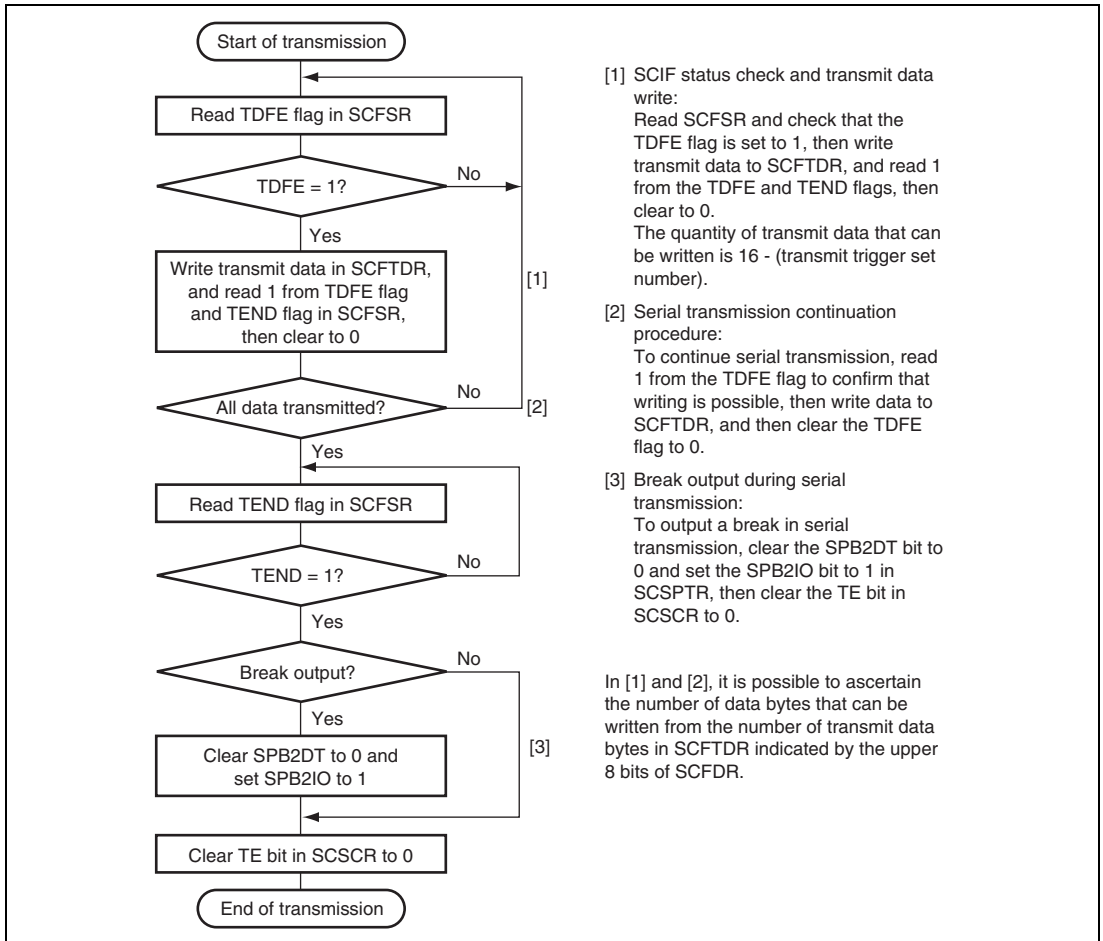 Start of transmission
Read TDFE flag in SCFSR
TDFE = 1?
No
Yes
Write transmit data in SCFTDR,
and read 1 from TDFE flag
and TEND flag in SCFSR,
then clear to 0
[1]
All data transmitted?
No
[2]
Yes
Read TEND flag in SCFSR
TEND = 1?
No
Yes
Break output?
No
Yes
Clear SPB2DT to 0 and
set SPB2IO to 1
[3]
Clear TE bit in SCSCR to 0
End of transmission
[1] SCIF status check and transmit data
write:
Read SCFSR and check that the
TDFE flag is set to 1, then write
transmit data to SCFTDR, and read 1
from the TDFE and TEND flags, then
clear to 0.
The quantity of transmit data that can
be written is 16 - (transmit trigger set
number).
[2] Serial transmission continuation
procedure:
To continue serial transmission, read
1 from the TDFE flag to confirm that
writing is possible, then write data to
SCFTDR, and then clear the TDFE
flag to 0.
[3] Break output during serial
transmission:
To output a break in serial
transmission, clear the SPB2DT bit to
0 and set the SPB2IO bit to 1 in
SCSPTR, then clear the TE bit in
SCSCR to 0.
In [1] and [2], it is possible to ascertain
the number of data bytes that can be
written from the number of transmit data
bytes in SCFTDR indicated by the upper
8 bits of SCFDR.